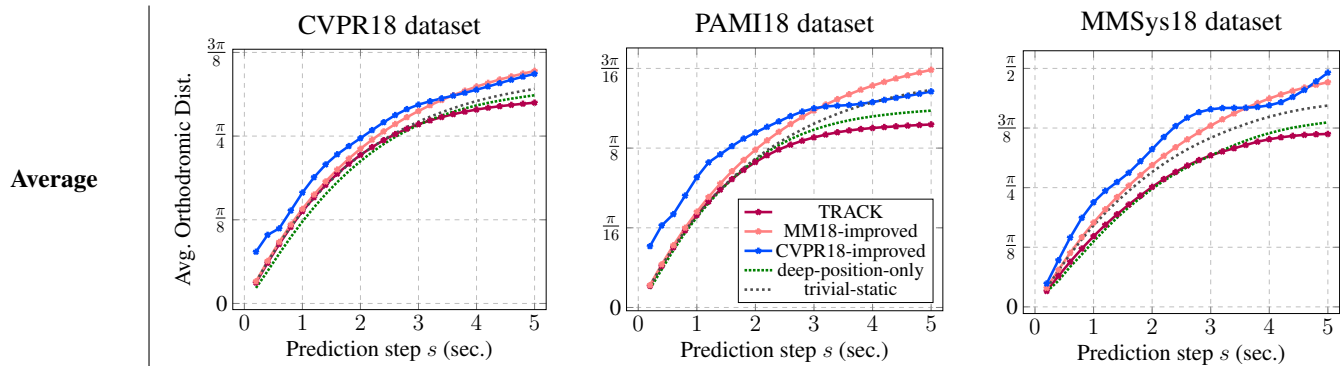 CVPR18 dataset
PAMI18 dataset
MMSys18 dataset
Average
Avg. Orthodromic Dist.
3π/8
π/4
π/8
0
0 1 2 3 4 5
Prediction step s (sec.)
3π/16
π/8
π/16
0
TRACK
MM18-improved
CVPR18-improved
deep-position-only
trivial-static
0 1 2 3 4 5
Prediction step s (sec.)
π/2
3π/8
π/4
π/8
0
0 1 2 3 4 5
Prediction step s (sec.)